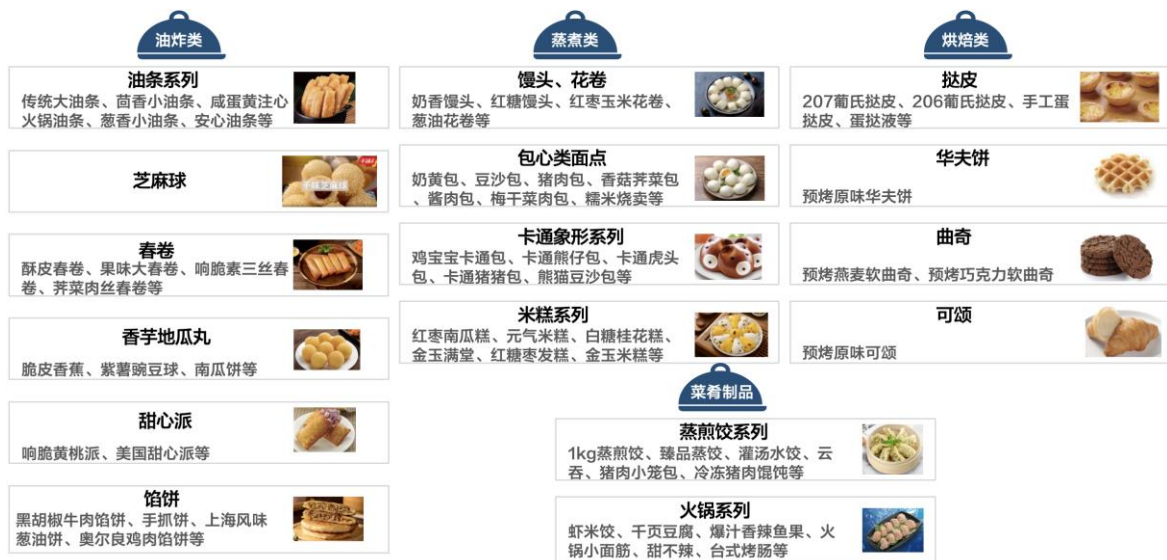 油炸类
油条系列
传统大油条、茴香小油条、咸蛋黄注心
火锅油条、葱香小油条、安心油条等
芝麻球
千味芝麻球
春卷
酥皮春卷、果味大春卷、响脆素三丝春
卷、荠菜肉丝春卷等
香芋地瓜丸
脆皮香蕉、紫薯豌豆球、南瓜饼等
甜心派
响脆黄桃派、美国甜心派等
馅饼
黑胡椒牛肉馅饼、手抓饼、上海风味
葱油饼、奥尔良鸡肉馅饼等
蒸煮类
馒头、花卷
奶香馒头、红糖馒头、红枣玉米花卷、
葱油花卷等
包心类面点
奶黄包、豆沙包、猪肉包、香菇荠菜包
、酱肉包、梅干菜肉包、糯米烧卖等
卡通象形系列
鸡宝宝卡通包、卡通熊仔包、卡通虎头
包、卡通猪猪包、熊猫豆沙包等
米糕系列
红枣南瓜糕、元气米糕、白糖桂花糕、
金玉满堂、红糖枣发糕、金玉米糕等
烘焙类
挞皮
207葡氏挞皮、206葡氏挞皮、手工蛋
挞皮、蛋挞液等
华夫饼
预烤原味华夫饼
曲奇
预烤燕麦软曲奇、预烤巧克力软曲奇
可颂
预烤原味可颂
菜肴制品
蒸煎饺系列
1kg蒸煎饺、臻品蒸饺、灌汤水饺、云
吞、猪肉小笼包、冷冻猪肉馄饨等
火锅系列
虾米饺、千页豆腐、爆汁香辣鱼果、火
锅小面筋、甜不辣、台式烤肠等